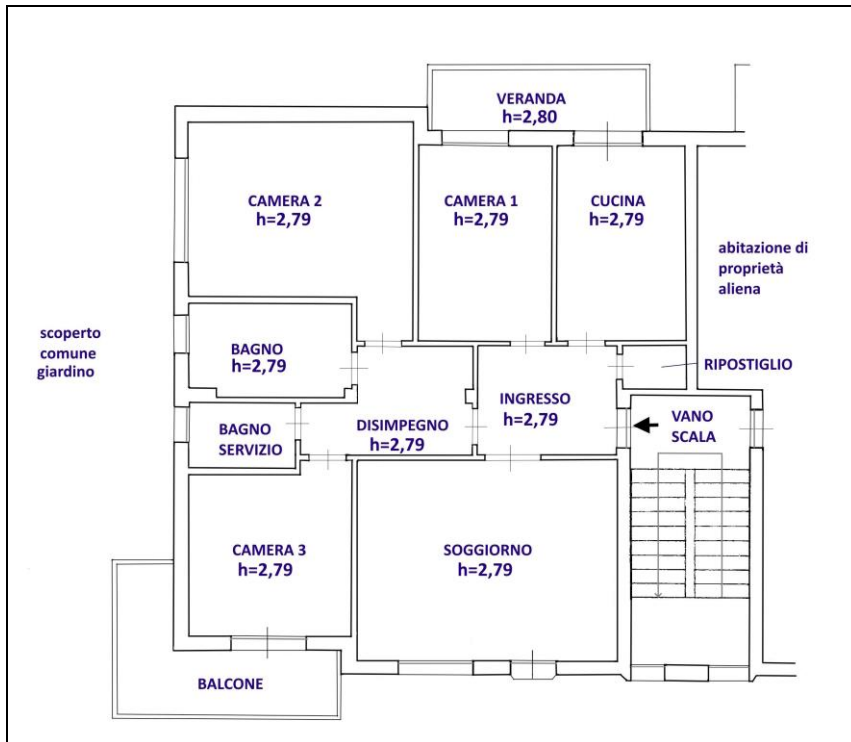 VERANDA
h=2,80
CAMERA 2
h=2,79
CAMERA 1
h=2,79
CUCINA
h=2,79
abitazione di
proprietà
aliena
scoperto
comune
giardino
BAGNO
h=2,79
RIPOSTIGLIO
INGRESSO
h=2,79
BAGNO
SERVIZIO
DISIMPEGNO
h=2,79
VANO
SCALA
CAMERA 3
h=2,79
SOGGIORNO
h=2,79
BALCONE